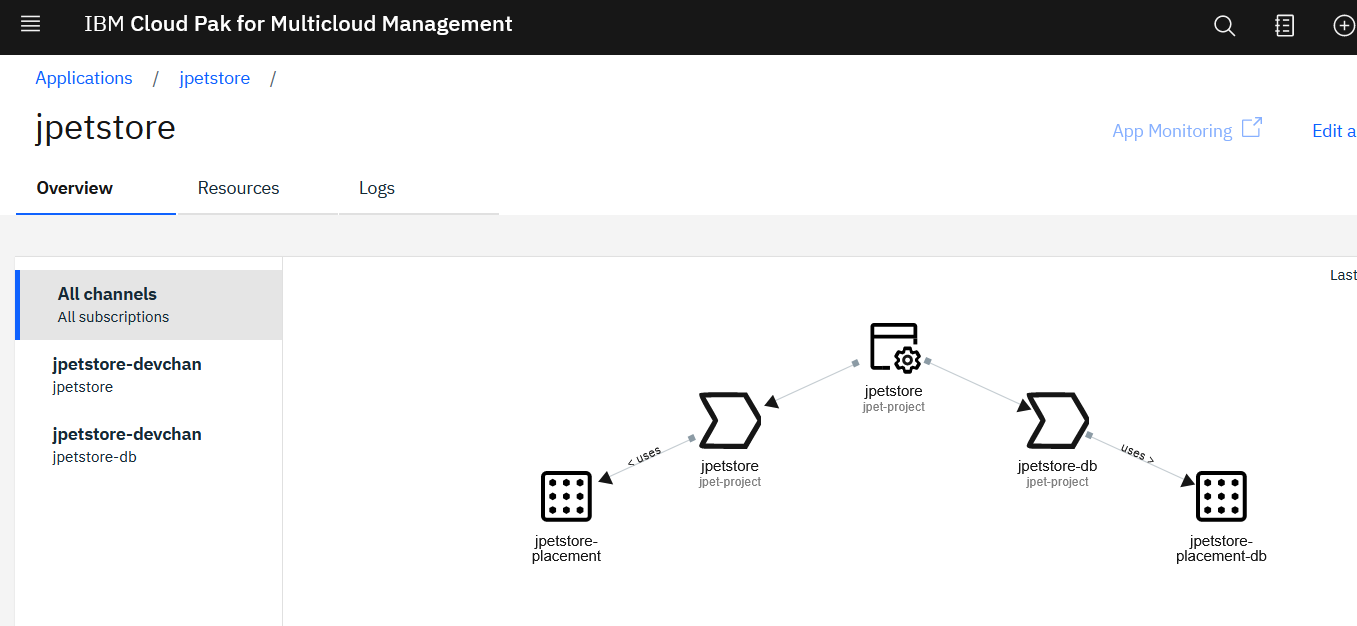 IBM Cloud Pak for Multicloud Management
Applications / jpetstore /
jpetstore
App Monitoring
Edit a
Overview
Resources
Logs
All channels
All subscriptions
jpetstore-devchan
jpetstore
jpetstore-devchan
jpetstore-db
Last
jpetstore
jpet-project
jpetstore
jpet-project
jpetstore-db
jpet-project
< uses
uses >
jpetstore-
placement
jpetstore-
placement-db